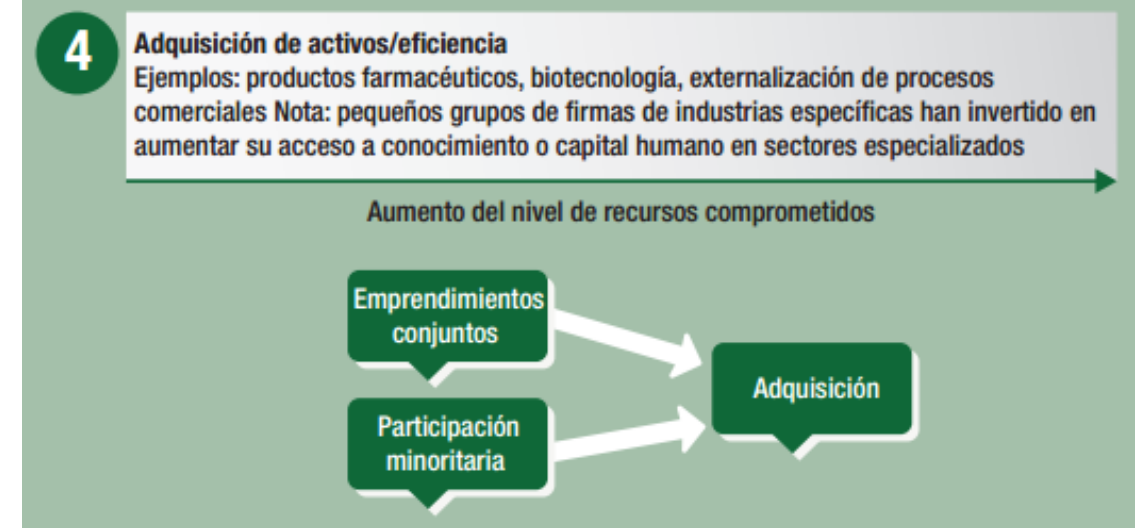 4
Adquisición de activos/eficiencia
Ejemplos: productos farmacéuticos, biotecnología, externalización de procesos
comerciales Nota: pequeños grupos de firmas de industrias específicas han invertido en
aumentar su acceso a conocimiento o capital humano en sectores especializados
Aumento del nivel de recursos comprometidos
Emprendimientos
conjuntos
Adquisición
Participación
minoritaria